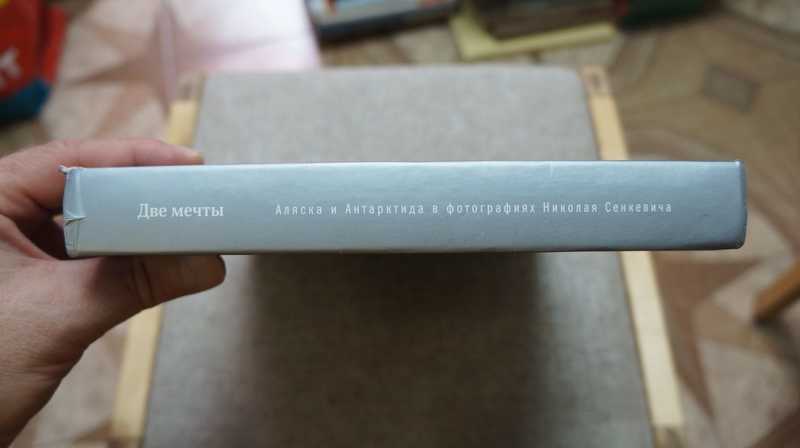 Две мечты Аляска и Антарктида в фотографиях Николая Сенкевича